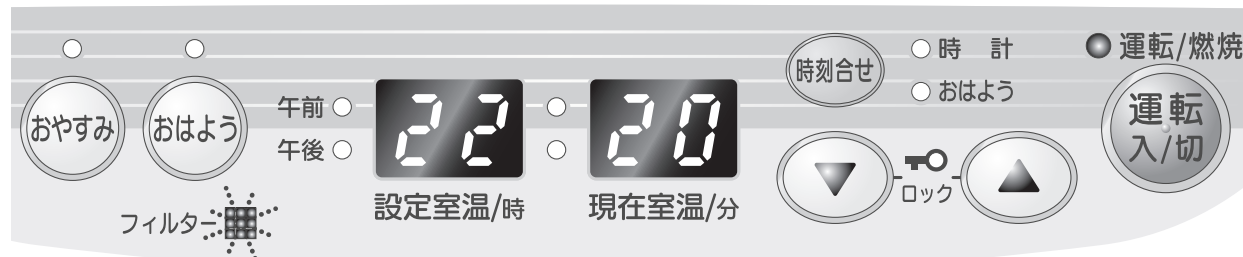 おやすみ
おはよう
フィルター
午前
午後
22
設定室温/時
20
現在室温/分
時刻合せ
時 計
おはよう
ロック
運転/燃焼
運転
入/切